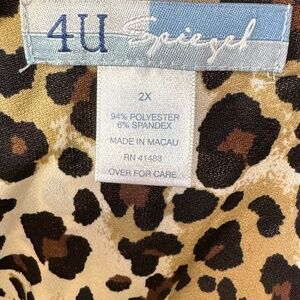 4U Spiegel
2X
94% POLYESTER
6% SPANDEX
MADE IN MACAU
RN 41483
OVER FOR CARE